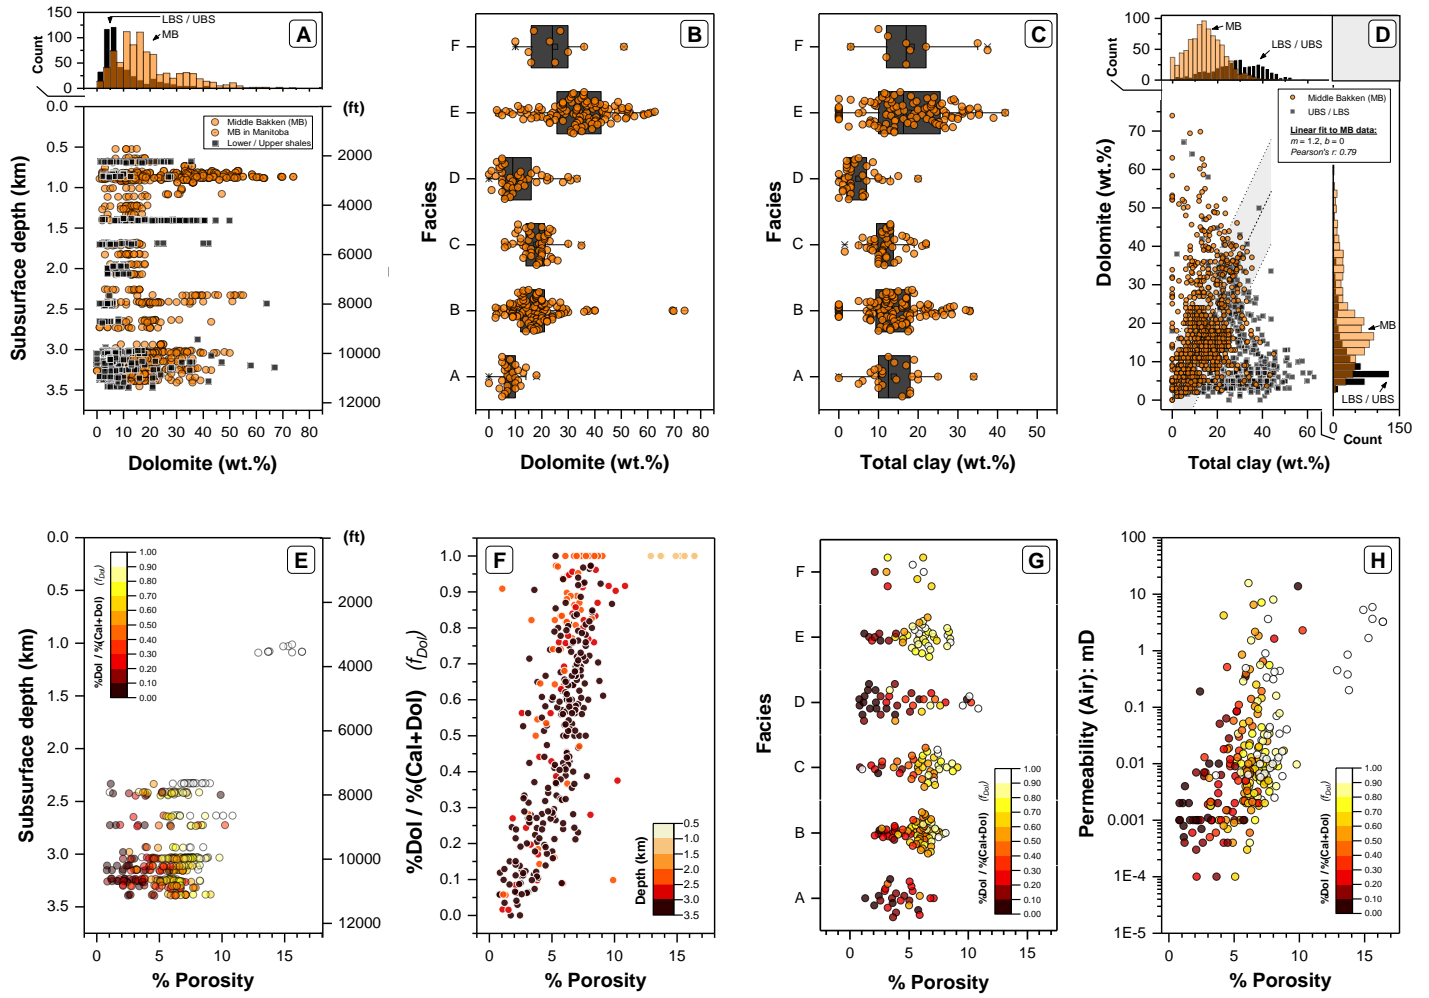 A
LBS / UBS
MB
Count
150
100
50
0
0.0
0.5
1.0
1.5
2.0
2.5
3.0
3.5
Subsurface depth (km)
(ft)
2000
4000
6000
8000
10000
12000
Middle Bakken (MB)
MB in Manitoba
Lower / Upper shales
0 10 20 30 40 50 60 70 80
Dolomite (wt.%)
B
Facies
F
E
D
C
B
A
0 10 20 30 40 50 60 70 80
Dolomite (wt.%)
C
Facies
F
E
D
C
B
A
0 10 20 30 40 50
Total clay (wt.%)
D
Count
100
50
0
MB
LBS / UBS
Middle Bakken (MB)
UBS / LBS
Linear fit to MB data:
m = 1.2, b = 0
Pearson's r: 0.79
Dolomite (wt.%)
70
60
50
40
30
20
10
0
MB
LBS / UBS
0 20 40 60
0 150
Count
Total clay (wt.%)
E
(ft)
0.0
0.5
1.0
1.5
2.0
2.5
3.0
3.5
Subsurface depth (km)
2000
4000
6000
8000
10000
12000
%Dol / %(Cal+Dol) (fDol)
1.00
0.90
0.80
0.70
0.60
0.50
0.40
0.30
0.20
0.10
0.00
0 5 10 15
% Porosity
F
%Dol / %(Cal+Dol) (fDol)
1.0
0.9
0.8
0.7
0.6
0.5
0.4
0.3
0.2
0.1
0.0
Depth (km)
0.5
1.0
1.5
2.0
2.5
3.0
3.5
0 5 10 15
% Porosity
G
Facies
F
E
D
C
B
A
%Dol / %(Cal+Dol) (fDol)
1.00
0.90
0.80
0.70
0.60
0.50
0.40
0.30
0.20
0.10
0.00
0 5 10 15
% Porosity
H
Permeability (Air): mD
100
10
1
0.1
0.01
0.001
1E-4
1E-5
%Dol / %(Cal+Dol) (fDol)
1.00
0.90
0.80
0.70
0.60
0.50
0.40
0.30
0.20
0.10
0.00
0 5 10 15
% Porosity